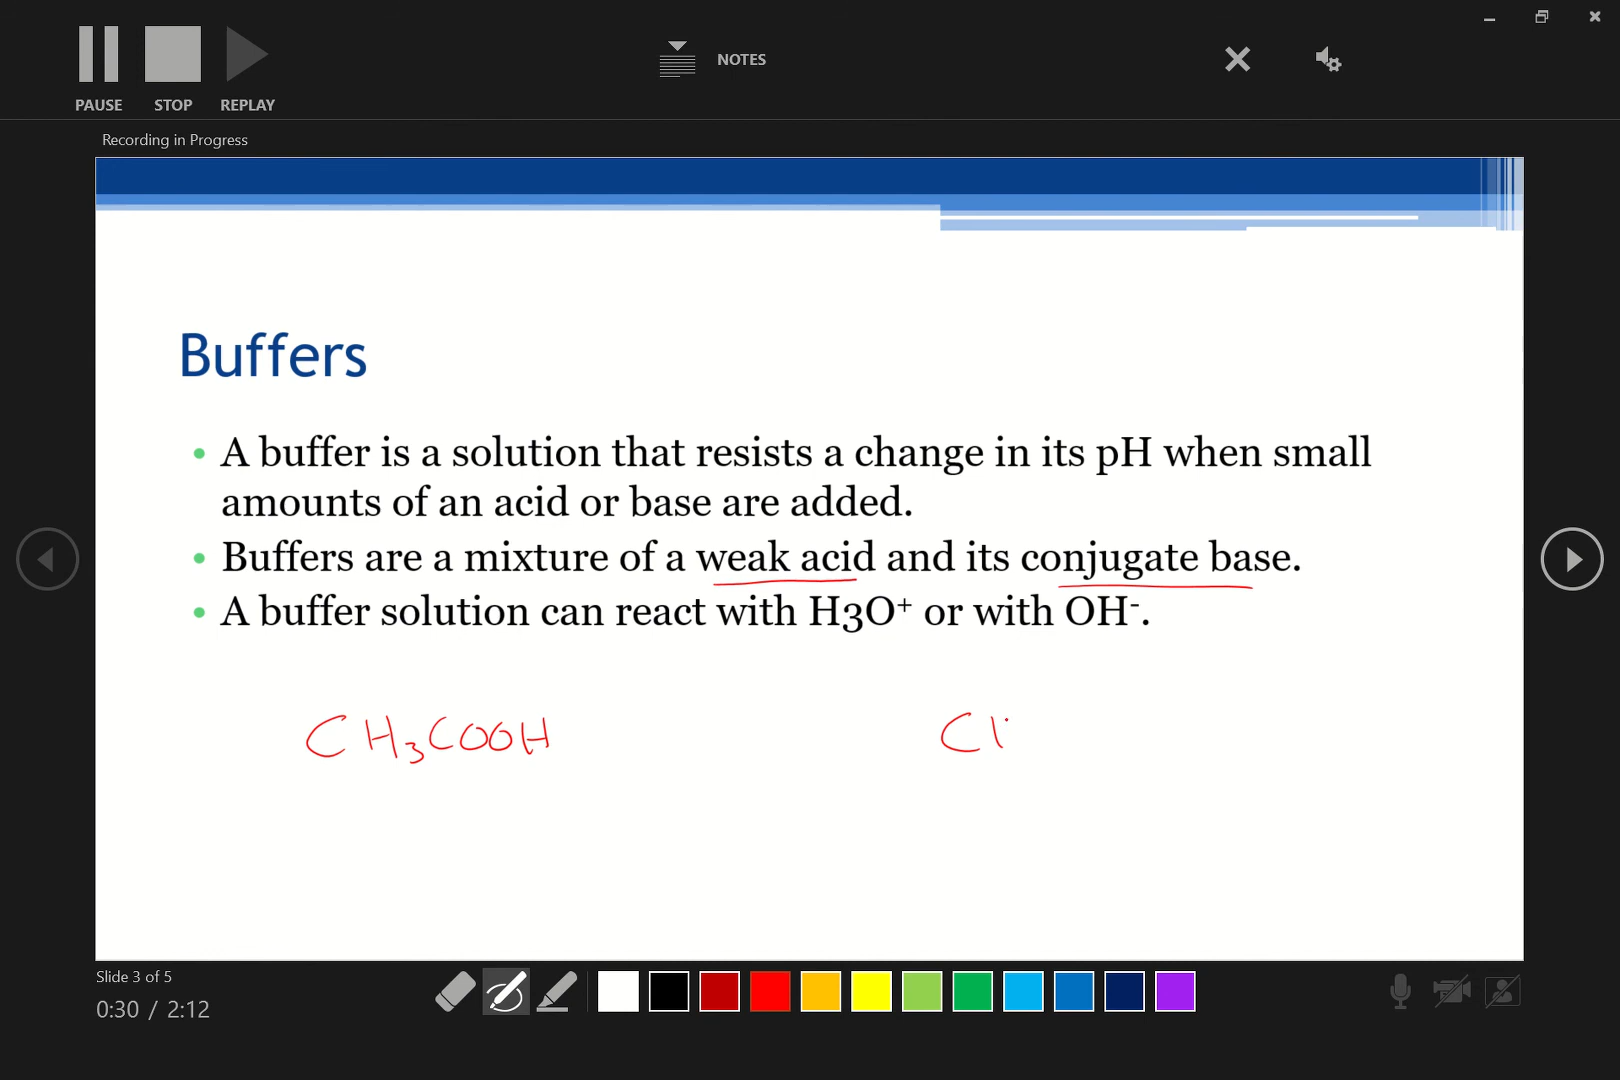 NOTES
PAUSE STOP REPLAY
Recording in Progress
Buffers
• A buffer is a solution that resists a change in its pH when small
amounts of an acid or base are added.
• Buffers are a mixture of a weak acid and its conjugate base.
• A buffer solution can react with H3O⁺ or with OH⁻.
CH₃COOH Cl
Slide 3 of 5
0:30 / 2:12